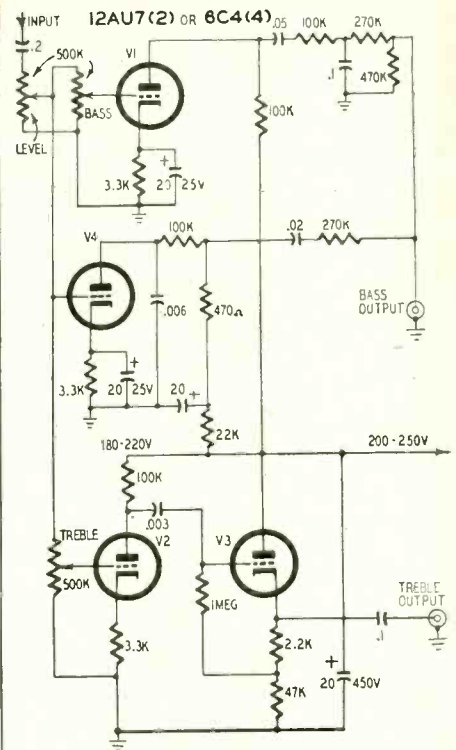 INPUT
12AU7(2) OR 6C4(4)
.2
500K
LEVEL
BASS
V1
3.3K
20
25V
.05
100K
270K
.1
470K
100K
V4
100K
.006
470Ω
.02
270K
3.3K
20
25V
20
22K
BASS
OUTPUT
180-220V
200-250V
100K
.003
V2
V3
TREBLE
500K
1MEG
3.3K
2.2K
47K
20
450V
.1
TREBLE
OUTPUT